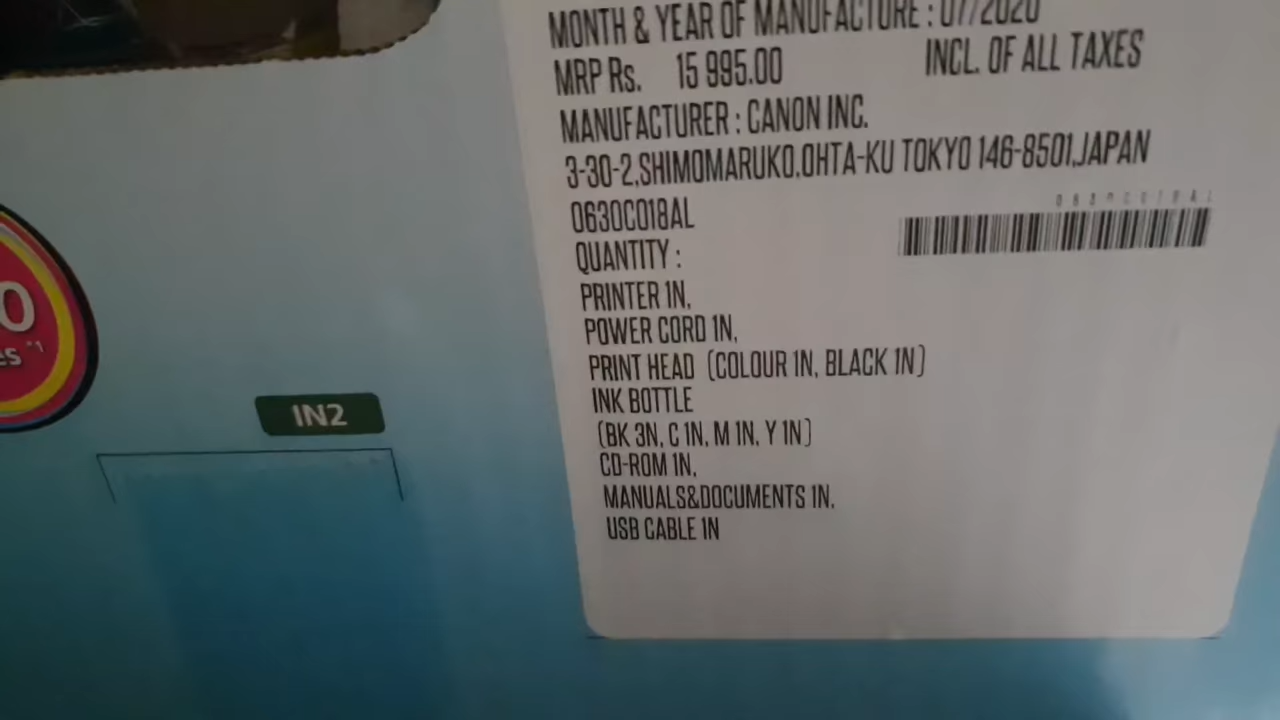 MONTH & YEAR OF MANUFACTURE : 07/2020
MRP Rs. 15 995.00 INCL. OF ALL TAXES
MANUFACTURER : CANON INC.
3-30-2,SHIMOMARUKO,OHTA-KU TOKYO 146-8501,JAPAN
0630C018AL
0630C018AL
QUANTITY :
PRINTER 1N,
POWER CORD 1N,
PRINT HEAD (COLOUR 1N, BLACK 1N)
INK BOTTLE
(BK 3N, C 1N, M 1N, Y 1N)
CD-ROM 1N,
MANUALS&DOCUMENTS 1N,
USB CABLE 1N
IN2